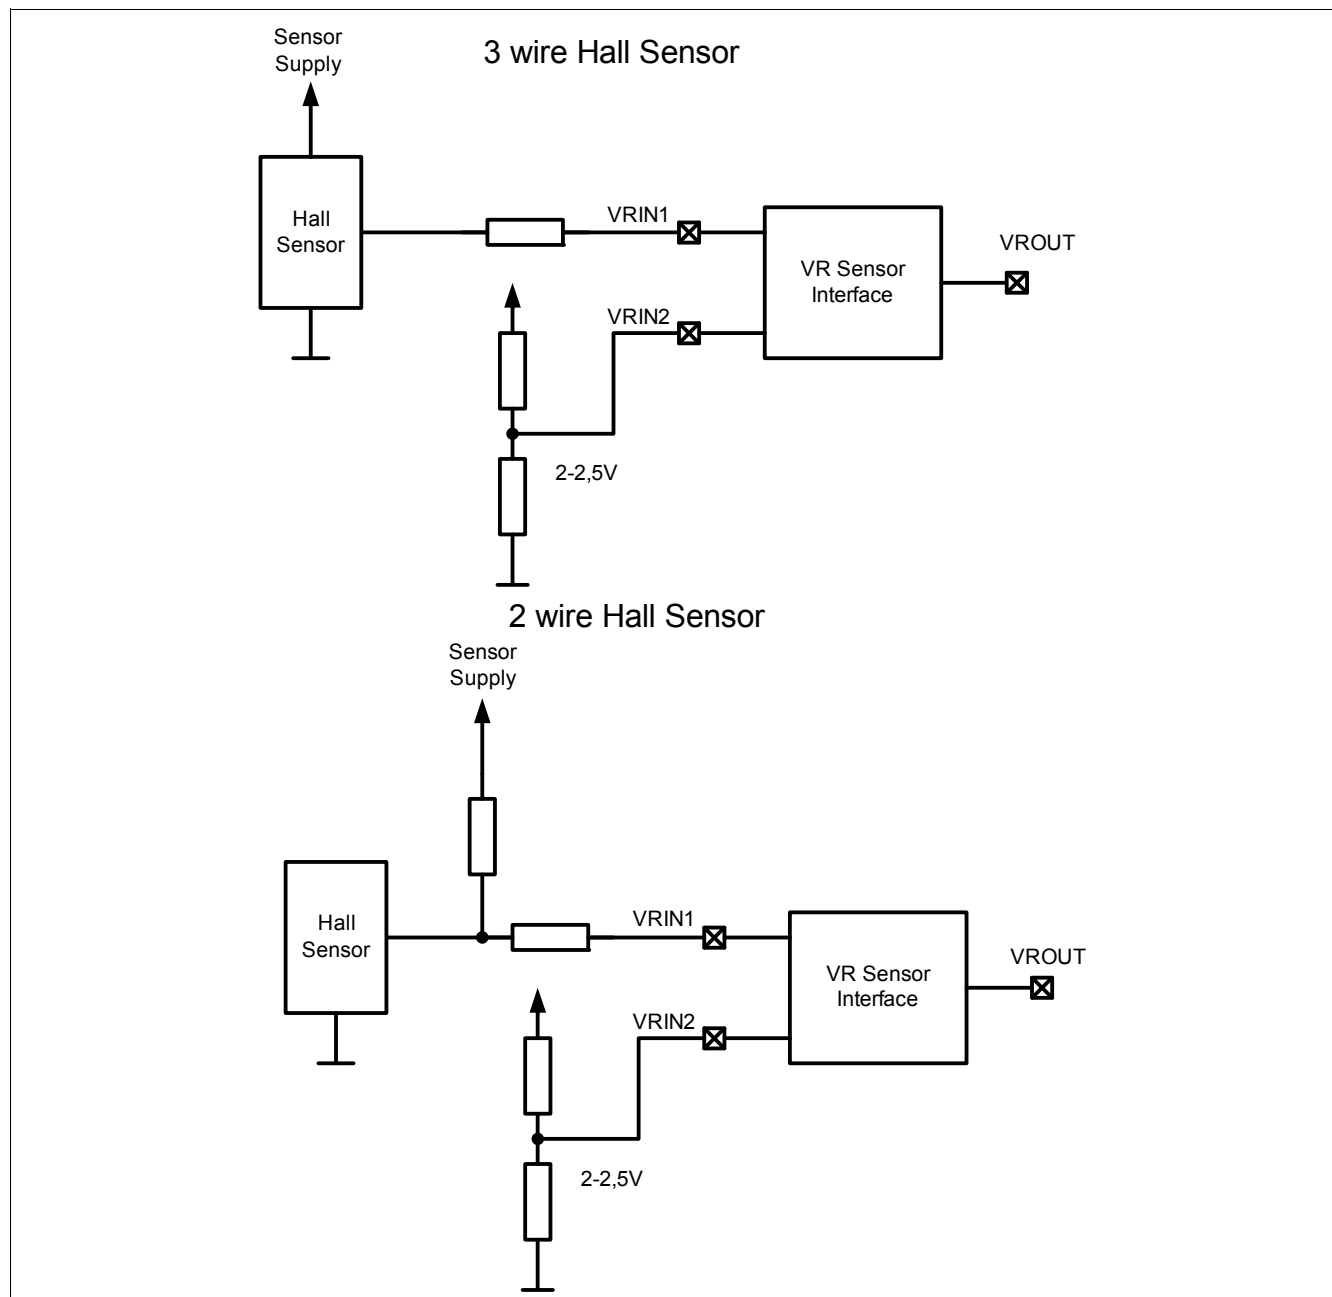 Sensor
Supply
3 wire Hall Sensor
Hall
Sensor
VRIN1
VR Sensor
Interface
VROUT
VRIN2
2-2,5V
2 wire Hall Sensor
Sensor
Supply
Hall
Sensor
VRIN1
VR Sensor
Interface
VROUT
VRIN2
2-2,5V